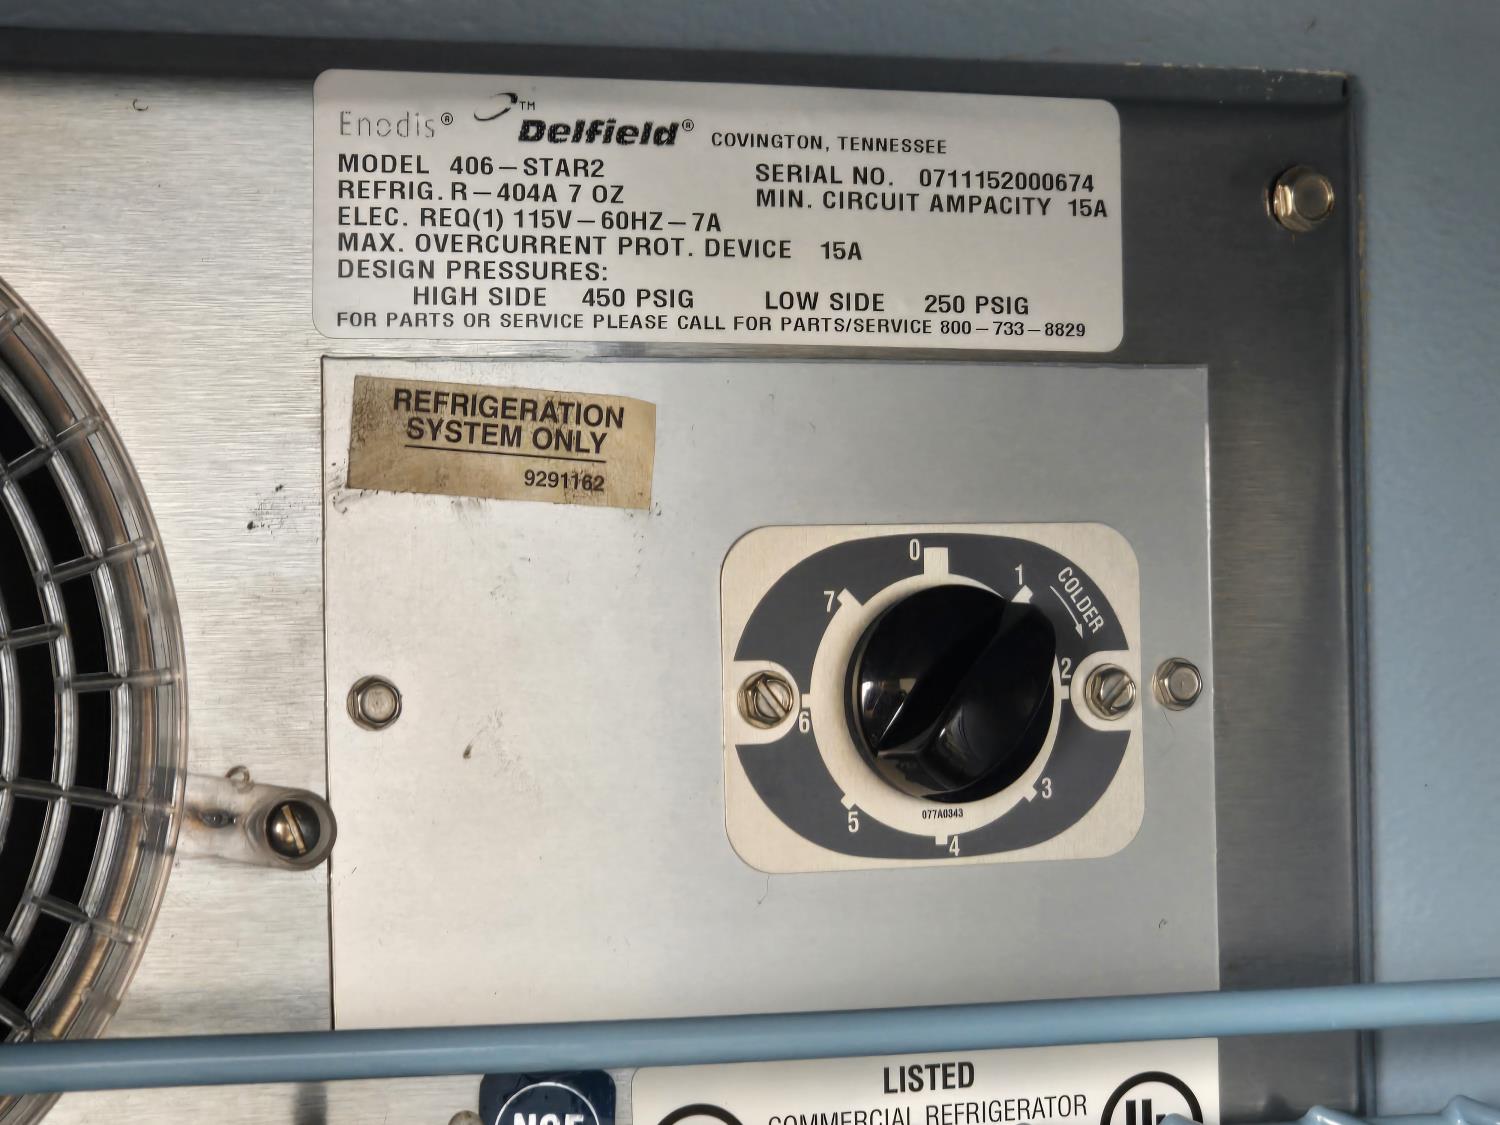 Enodis® ™ Delfield® COVINGTON, TENNESSEE
MODEL 406-STAR2 SERIAL NO. 0711152000674
REFRIG. R-404A 7 OZ MIN. CIRCUIT AMPACITY 15A
ELEC. REQ(1) 115V-60HZ-7A
MAX. OVERCURRENT PROT. DEVICE 15A
DESIGN PRESSURES:
HIGH SIDE 450 PSIG LOW SIDE 250 PSIG
FOR PARTS OR SERVICE PLEASE CALL FOR PARTS/SERVICE 800-733-8829
REFRIGERATION
SYSTEM ONLY
9291162
0
1
COLDER
2
3
4
5
6
7
077A0343
NSF
LISTED
COMMERCIAL REFRIGERATOR
UL